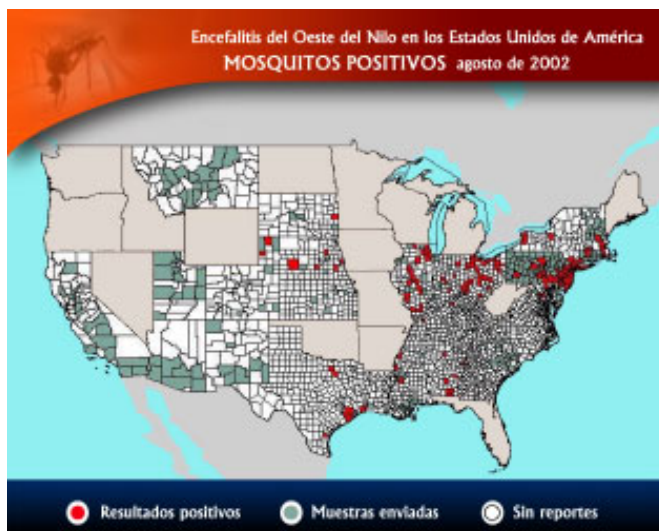 Encefalitis del Oeste del Nilo en los Estados Unidos de América
MOSQUITOS POSITIVOS agosto de 2002
Resultados positivos
Muestras enviadas
Sin reportes